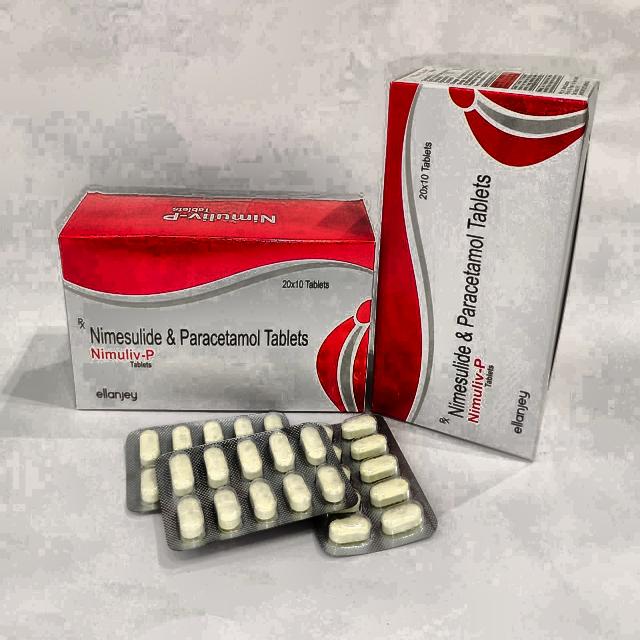 Nimuliv-P
Tablets
20x10 Tablets
Rx
Nimesulide & Paracetamol Tablets
Nimuliv-P
Tablets
ellanjey
20x10 Tablets
Rx
Nimesulide & Paracetamol Tablets
Nimuliv-P
Tablets
ellanjey